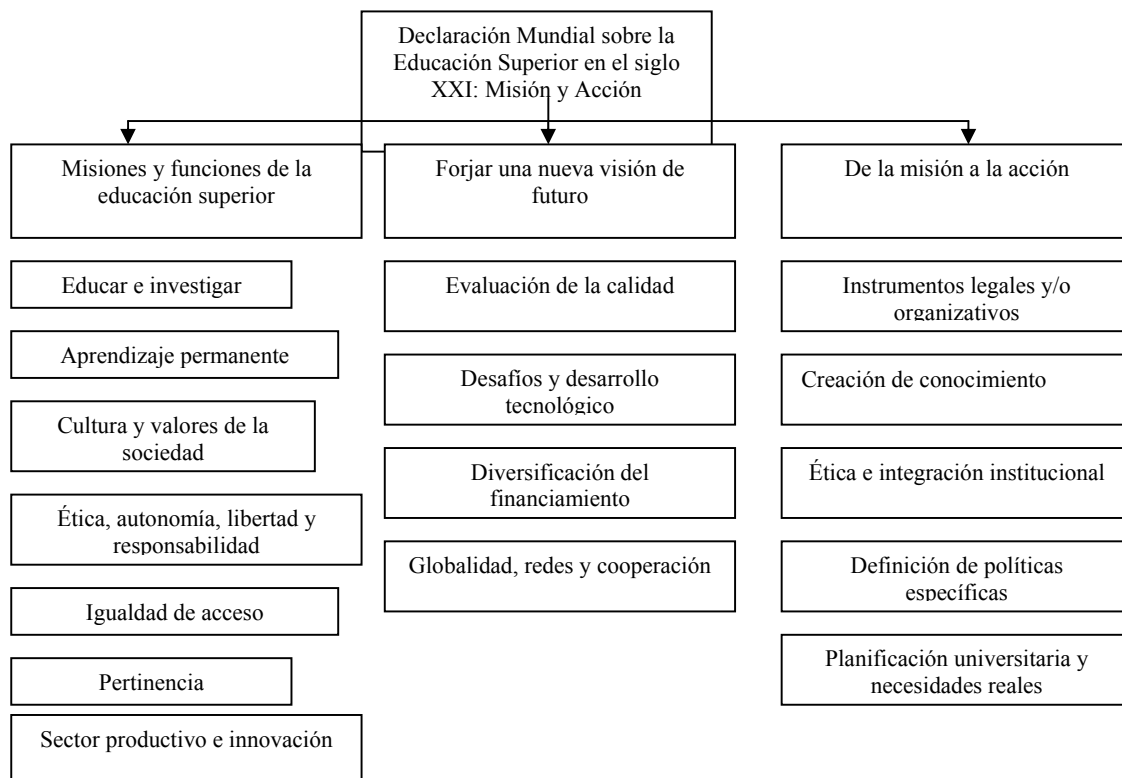 Declaración Mundial sobre la
Educación Superior en el siglo
XXI: Misión y Acción
Misiones y funciones de la
educación superior
Educar e investigar
Aprendizaje permanente
Cultura y valores de la
sociedad
Ética, autonomía, libertad y
responsabilidad
Igualdad de acceso
Pertinencia
Sector productivo e innovación
Forjar una nueva visión de
futuro
Evaluación de la calidad
Desafíos y desarrollo
tecnológico
Diversificación del
financiamiento
Globalidad, redes y cooperación
De la misión a la acción
Instrumentos legales y/o
organizativos
Creación de conocimiento
Ética e integración institucional
Definición de políticas
específicas
Planificación universitaria y
necesidades reales